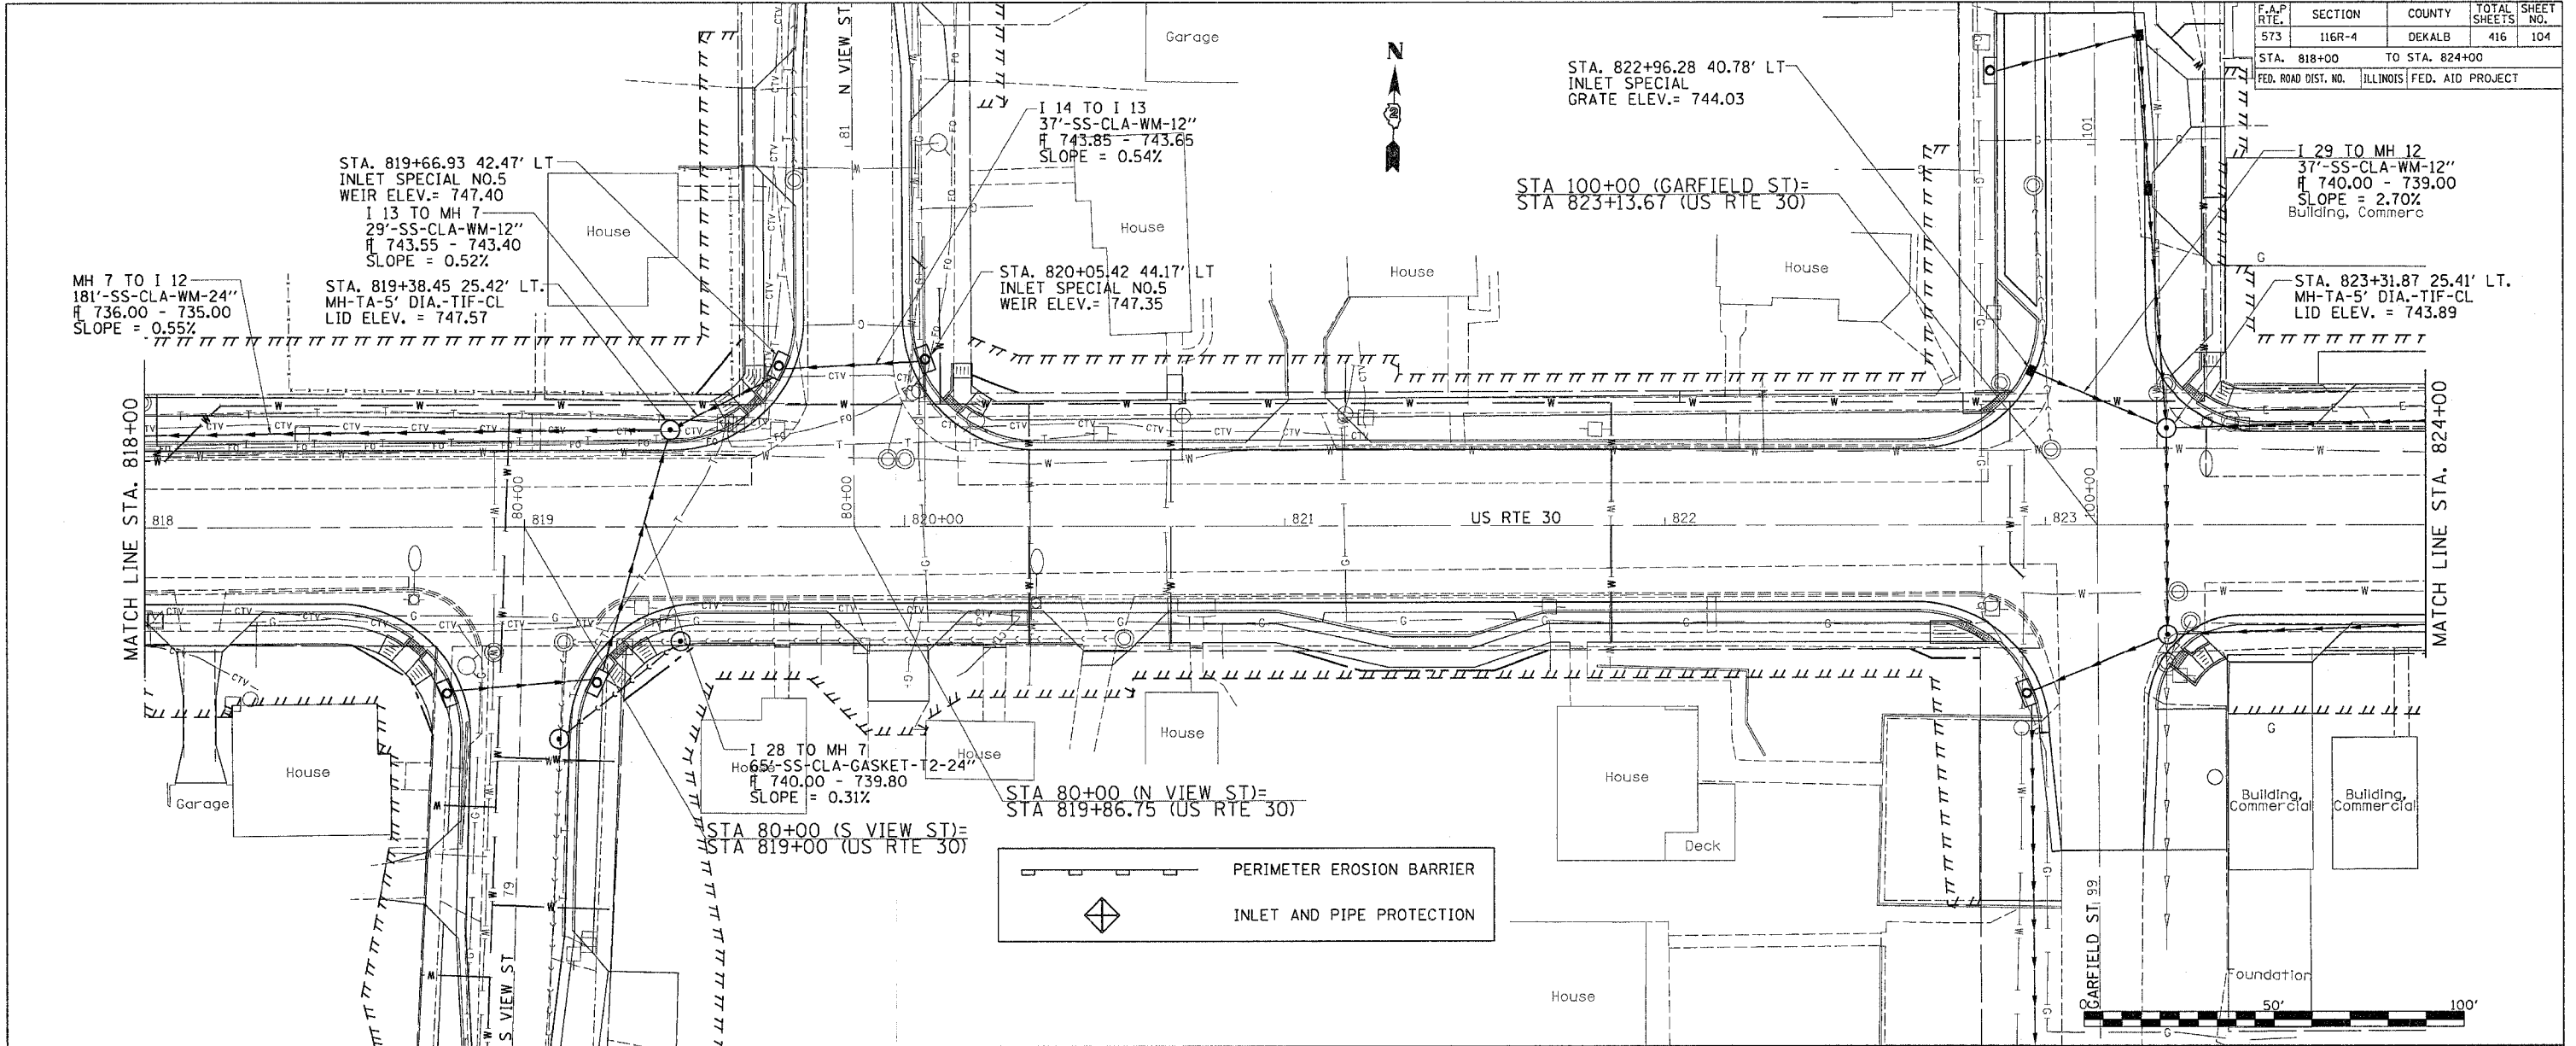 F.A.P RTE. SECTION COUNTY TOTAL SHEETS SHEET NO.
573 116R-4 DEKALB 416 104
STA. 818+00 TO STA. 824+00
FED. ROAD DIST. NO. ILLINOIS FED. AID PROJECT
N
2
N VIEW ST
81
Garage
STA. 822+96.28 40.78' LT
INLET SPECIAL
GRATE ELEV.= 744.03
I 14 TO I 13
37'-SS-CLA-WM-12"
743.85 - 743.65
SLOPE = 0.54%
STA. 819+66.93 42.47' LT
INLET SPECIAL NO.5
WEIR ELEV.= 747.40
I 13 TO MH 7
29'-SS-CLA-WM-12"
743.55 - 743.40
SLOPE = 0.52%
STA. 819+38.45 25.42' LT.
MH-TA-5' DIA.-TIF-CL
LID ELEV. = 747.57
MH 7 TO I 12
181'-SS-CLA-WM-24"
736.00 - 735.00
SLOPE = 0.55%
House
House
STA. 820+05.42 44.17' LT
INLET SPECIAL NO.5
WEIR ELEV.= 747.35
House
House
STA 100+00 (GARFIELD ST)=
STA 823+13.67 (US RTE 30)
101
I 29 TO MH 12
37'-SS-CLA-WM-12"
740.00 - 739.00
SLOPE = 2.70%
Building, Commerc
STA. 823+31.87 25.41' LT.
MH-TA-5' DIA.-TIF-CL
LID ELEV. = 743.89
MATCH LINE STA. 818+00
MATCH LINE STA. 824+00
818
80+00
819
80+00
820+00
821
US RTE 30
822
823
100+00
House
Garage
I 28 TO MH 7
65'-SS-CLA-GASKET-T2-24"
740.00 - 739.80
SLOPE = 0.31%
House
House
House
STA 80+00 (N VIEW ST)=
STA 819+86.75 (US RTE 30)
STA 80+00 (S VIEW ST)=
STA 819+00 (US RTE 30)
House
Deck
Building, Commercial
Building, Commercial
79
S VIEW ST
PERIMETER EROSION BARRIER
INLET AND PIPE PROTECTION
House
GARFIELD ST
99
Foundation
0 50' 100'